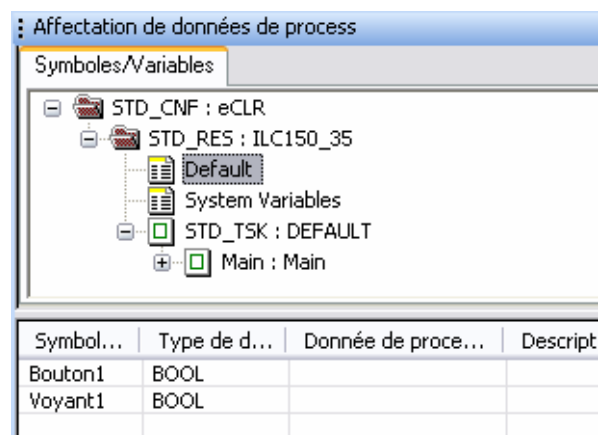 Affectation de données de process
Symboles/Variables
STD_CNF : eCLR
STD_RES : ILC150_35
Default
System Variables
STD_TSK : DEFAULT
Main : Main
Symbol... Type de d... Donnée de proce... Descript
Bouton1 BOOL
Voyant1 BOOL